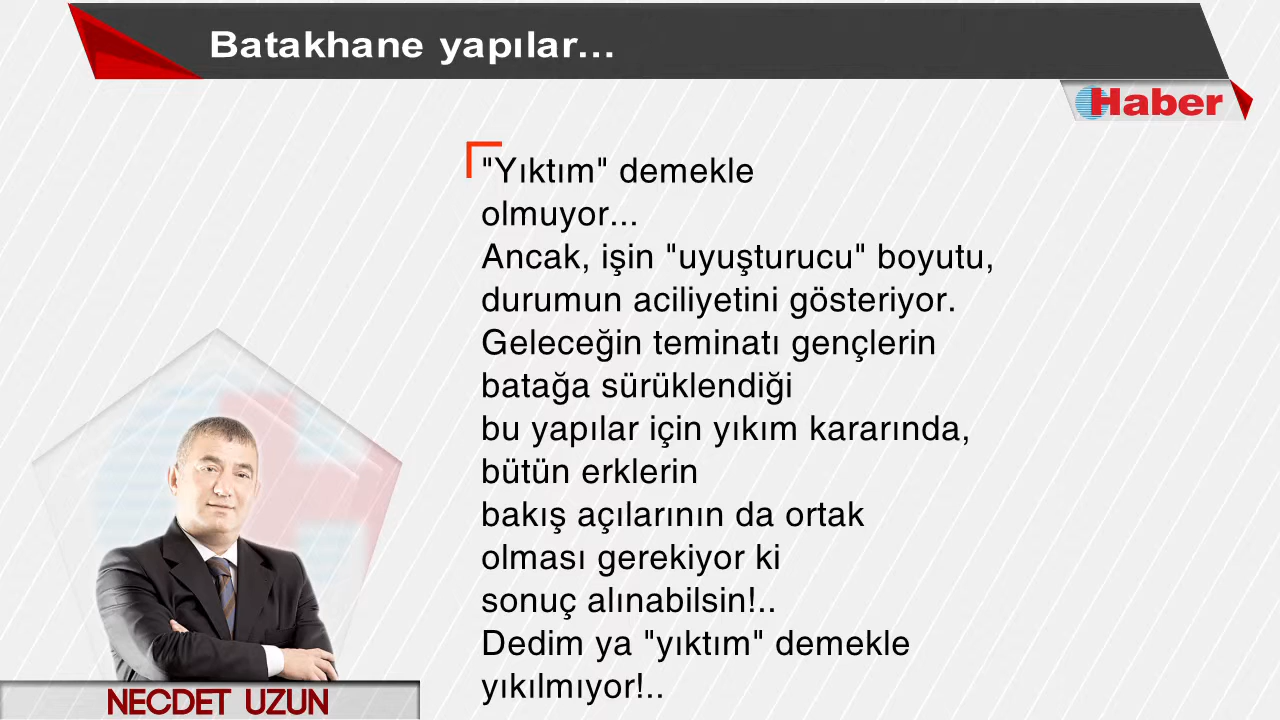 Batakhane yapılar...
Haber
"Yıktım" demekle
olmuyor...
Ancak, işin "uyuşturucu" boyutu,
durumun aciliyetini gösteriyor.
Geleceğin teminatı gençlerin
batağa sürüklendiği
bu yapılar için yıkım kararında,
bütün erklerin
bakış açılarının da ortak
olması gerekiyor ki
sonuç alınabilsin!..
Dedim ya "yıktım" demekle
yıkılmıyor!..
NECDET UZUN